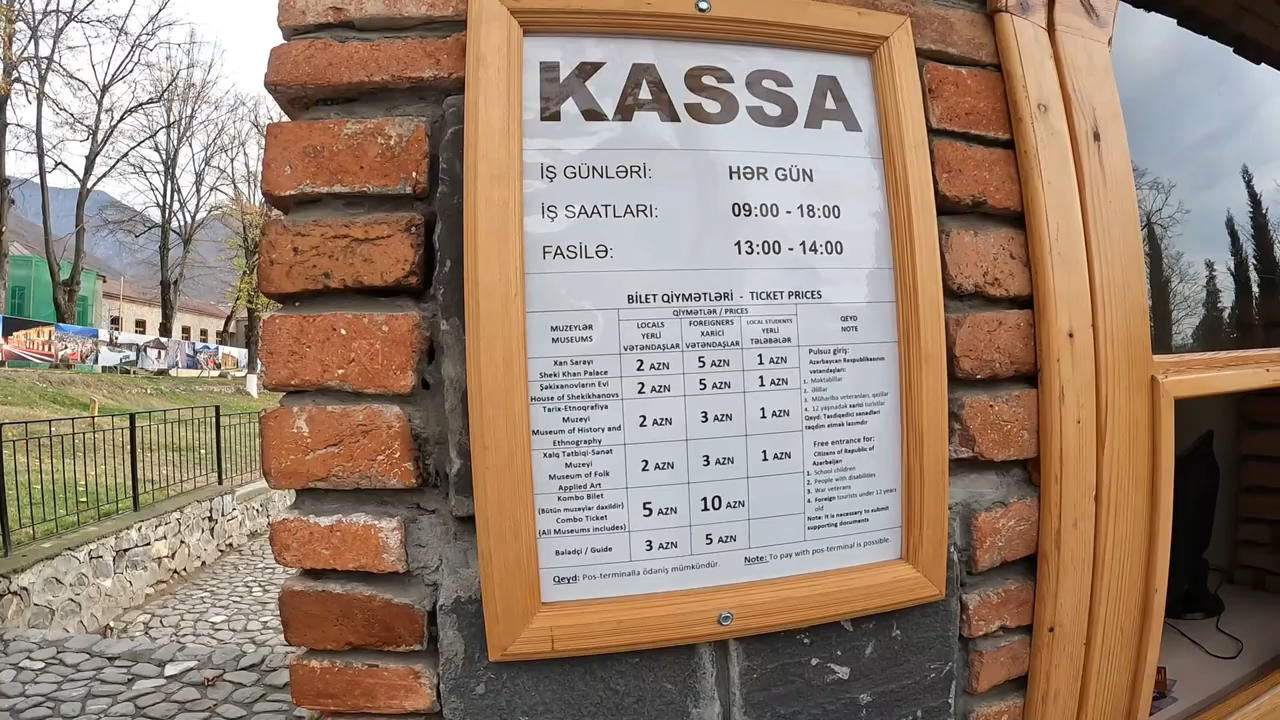 KASSA
İŞ GÜNLƏRİ: HƏR GÜN
İŞ SAATLARI: 09:00 - 18:00
FASİLƏ: 13:00 - 14:00
BİLET QİYMƏTLƏRİ - TICKET PRICES
MUZEYLƏR
MUSEUMS
QİYMƏTLƏR / PRICES
LOCALS
YERLİ
VƏTƏNDAŞLAR
FOREIGNERS
XARİCİ
VƏTƏNDAŞLAR
LOCAL STUDENTS
YERLİ
TƏLƏBƏLƏR
QEYD
NOTE
Xan Sarayı
Sheki Khan Palace
2 AZN 5 AZN 1 AZN
Şəkixanovların Evi
House of Shekikhanovs
2 AZN 5 AZN 1 AZN
Tarix-Etnoqrafiya
Muzeyi
Museum of History and
Ethnography
2 AZN 3 AZN 1 AZN
Xalq Tətbiqi-Sənət
Muzeyi
Museum of Folk
Applied Art
2 AZN 3 AZN 1 AZN
Kombo Bilet
(Bütün muzeylər daxildir)
Combo Ticket
(All Museums includes)
5 AZN 10 AZN
Bələdçi / Guide
3 AZN 5 AZN
Pulsuz giriş:
Azərbaycan Respublikasının
vətəndaşları:
1. Məktəblilər
2. Əlillər
3. Müharibə veteranları, qazilər
4. 12 yaşınadək xarici turistlər
Qeyd: Təsdiqedici sənədləri
təqdim etmək lazımdır
Free entrance for:
Citizens of Republic of
Azerbaijan
1. School children
2. People with disabilities
3. War veterans
4. Foreign tourists under 12 years
old
Note: It is necessary to submit
supporting documents
Qeyd: Pos-terminalla ödəniş mümkündür. Note: To pay with pos-terminal is possible.